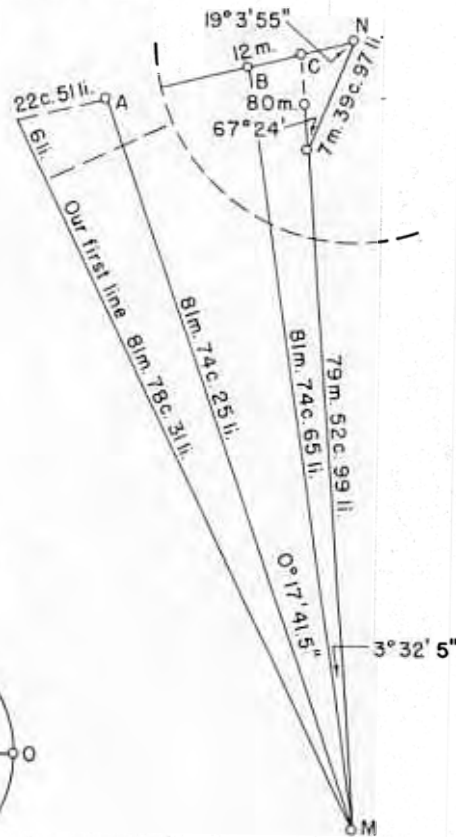 19° 3' 55" N
12 m. C
B
22c. 51 li. A
80 m.
7m. 39c. 97 li.
67° 24'
6 li.
Our first line 81m. 78c. 31 li.
81m. 74c. 25 li.
81m. 74c. 65 li.
79m. 52c. 99 li.
0° 17' 41.5"
3° 32' 5"
O
M